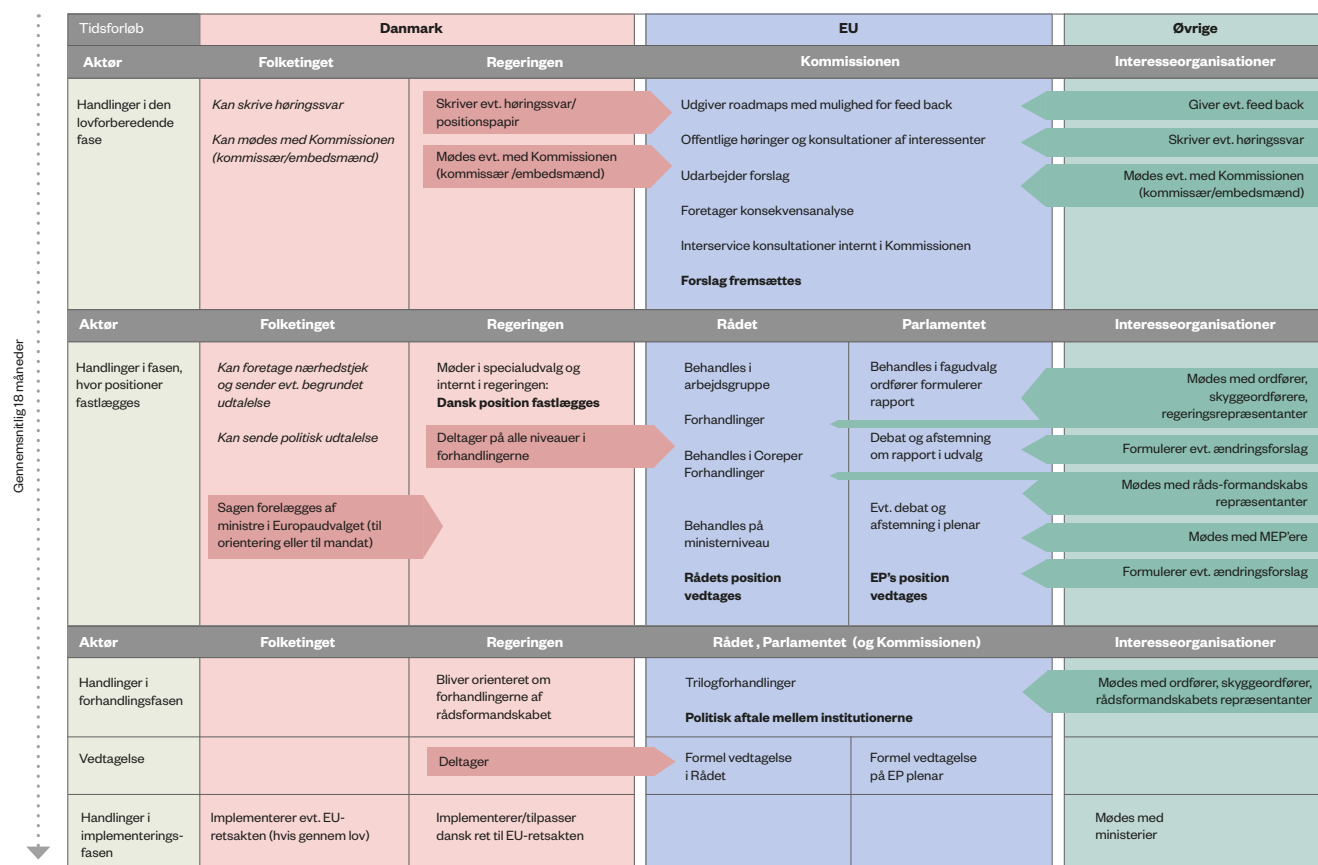 Gennemsnitlig 18 måneder
Tidsforløb
Danmark
EU
Øvrige
Aktør
Folketinget
Regeringen
Kommissionen
Interesseorganisationer
Handlinger i den
lovforberedende
fase
Kan skrive høringssvar
Kan mødes med Kommissionen
(kommissær/embedsmænd)
Skriver evt. høringssvar/
positionspapir
Mødes evt. med Kommissionen
(kommissær /embedsmænd)
Udgiver roadmaps med mulighed for feed back
Offentlige høringer og konsultationer af interessenter
Udarbejder forslag
Foretager konsekvensanalyse
Interservice konsultationer internt i Kommissionen
Forslag fremsættes
Giver evt. feed back
Skriver evt. høringssvar
Mødes evt. med Kommissionen
(kommissær/embedsmænd)
Aktør
Folketinget
Regeringen
Rådet
Parlamentet
Interesseorganisationer
Handlinger i fasen,
hvor positioner
fastlægges
Kan foretage nærhedstjek
og sender evt. begrundet
udtalelse
Kan sende politisk udtalelse
Sagen forelægges af
ministre i Europaudvalget (til
orientering eller til mandat)
Møder i specialudvalg og
internt i regeringen:
Dansk position fastlægges
Deltager på alle niveauer i
forhandlingerne
Behandles i
arbejdsgruppe
Forhandlinger
Behandles i Coreper
Forhandlinger
Behandles på
ministerniveau
Rådets position
vedtages
Behandles i fagudvalg
ordfører formulerer
rapport
Debat og afstemning
om rapport i udvalg
Evt. debat og
afstemning i plenar
EP's position
vedtages
Mødes med ordfører,
skyggeordførere,
regeringsrepræsentanter
Formulerer evt. ændringsforslag
Mødes med råds-formandskabs
repræsentanter
Mødes med MEP'ere
Formulerer evt. ændringsforslag
Aktør
Folketinget
Regeringen
Rådet , Parlamentet (og Kommissionen)
Interesseorganisationer
Handlinger i
forhandlingsfasen
Bliver orienteret om
forhandlingerne af
rådsformandskabet
Trilogforhandlinger
Politisk aftale mellem institutionerne
Mødes med ordfører, skyggeordfører,
rådsformandskabets repræsentanter
Vedtagelse
Deltager
Formel vedtagelse
i Rådet
Formel vedtagelse
på EP plenar
Handlinger i
implementerings-
fasen
Implementerer evt. EU-
retsakten (hvis gennem lov)
Implementerer/tilpasser
dansk ret til EU-retsakten
Mødes med
ministerier